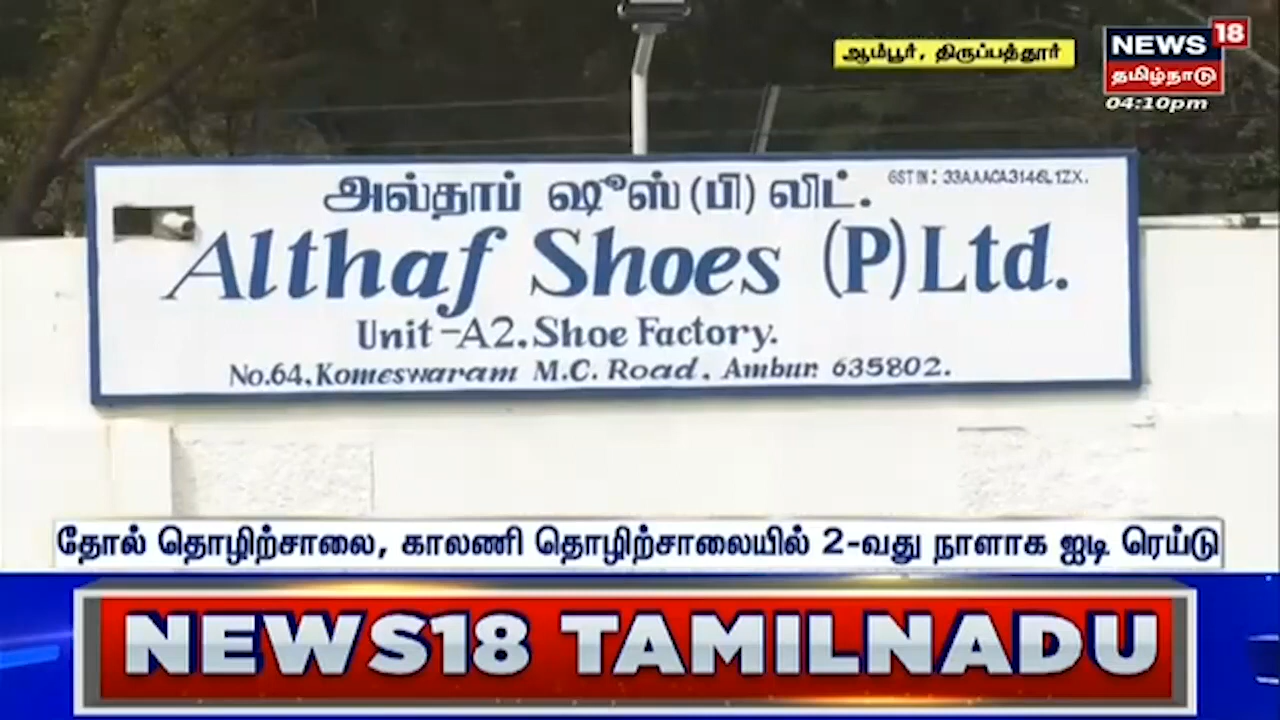 ஆம்பூர், திருப்பத்தூர்
NEWS 18
தமிழ்நாடு
04:10pm
அல்தாப் ஷூஸ் (பி) லிட்.
GSTIN: 33AAACA3146L1ZX.
Althaf Shoes (P) Ltd.
Unit-A2, Shoe Factory.
No.64, Komeswaram M.C. Road, Ambur. 635802.
தோல் தொழிற்சாலை, காலணி தொழிற்சாலையில் 2-வது நாளாக ஐடி ரெய்டு
NEWS18 TAMILNADU